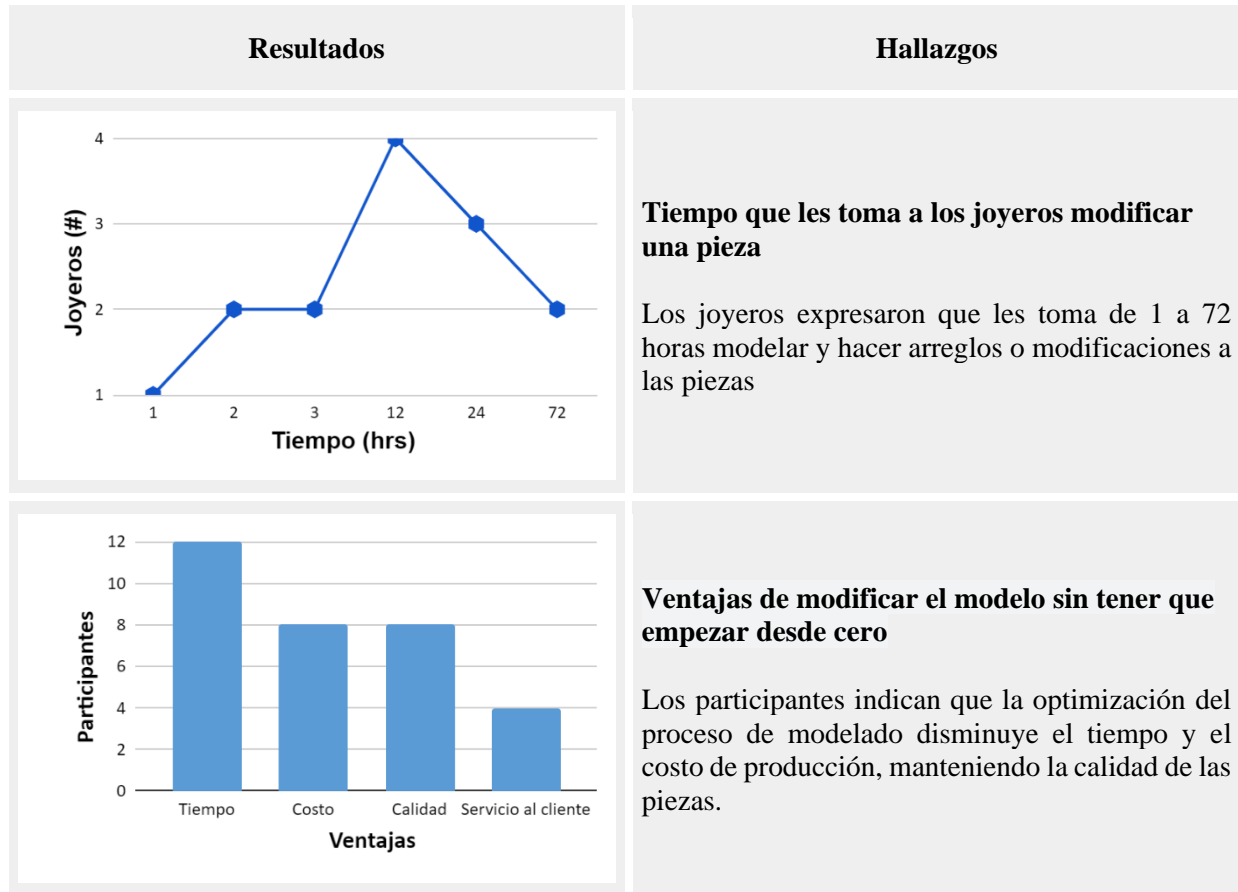 Resultados
Hallazgos
4
3
2
1
Joyeros (#)
1 2 3 12 24 72
Tiempo (hrs)
Tiempo que les toma a los joyeros modificar
una pieza
Los joyeros expresaron que les toma de 1 a 72
horas modelar y hacer arreglos o modificaciones a
las piezas
12
10
8
6
4
2
0
Participantes
Tiempo Costo Calidad Servicio al cliente
Ventajas
Ventajas de modificar el modelo sin tener que
empezar desde cero
Los participantes indican que la optimización del
proceso de modelado disminuye el tiempo y el
costo de producción, manteniendo la calidad de las
piezas.